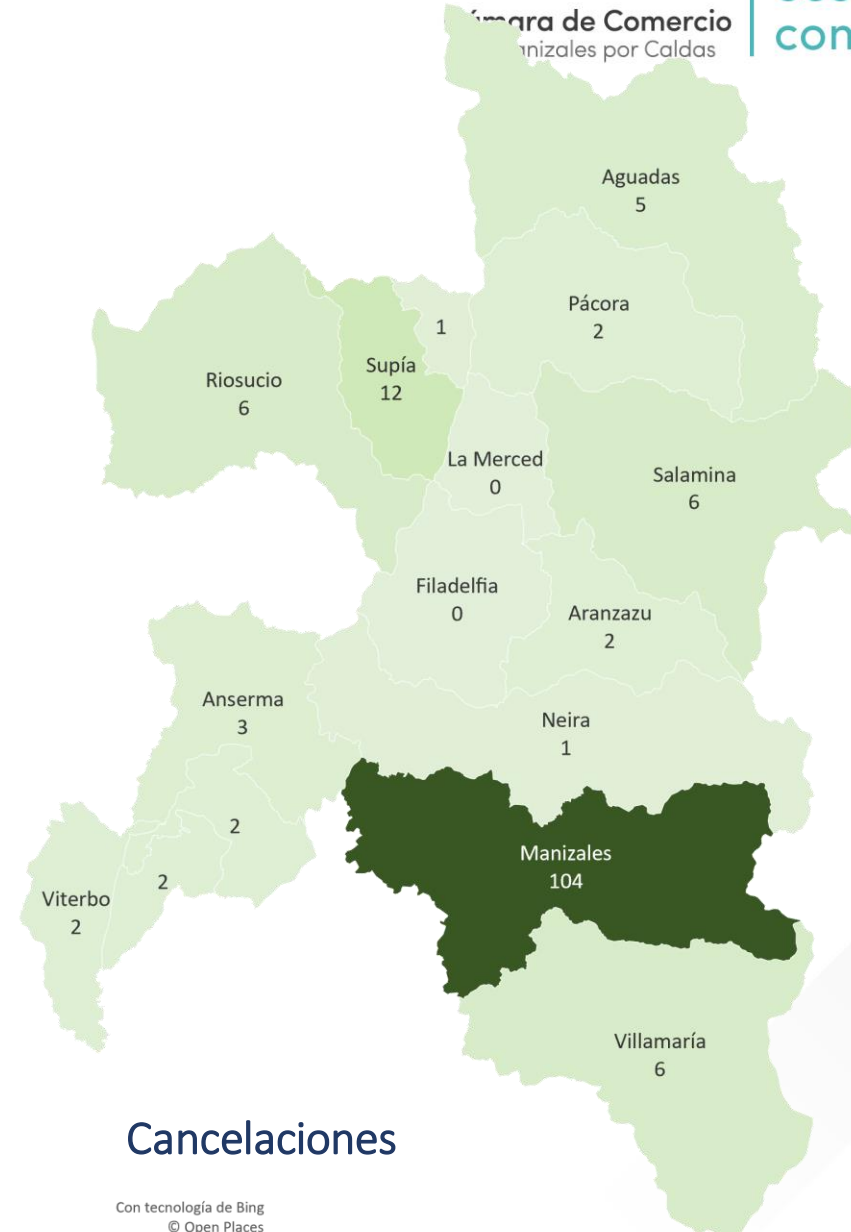 de Comercio
por Caldas
Aguadas
5
Pácora
2
1
Supía
12
Riosucio
6
La Merced
0
Salamina
6
Filadelfia
0
Aranzazu
2
Anserma
3
Neira
1
2
Manizales
104
2
Viterbo
2
Villamaría
6
Cancelaciones
Con tecnología de Bing
© Open Places